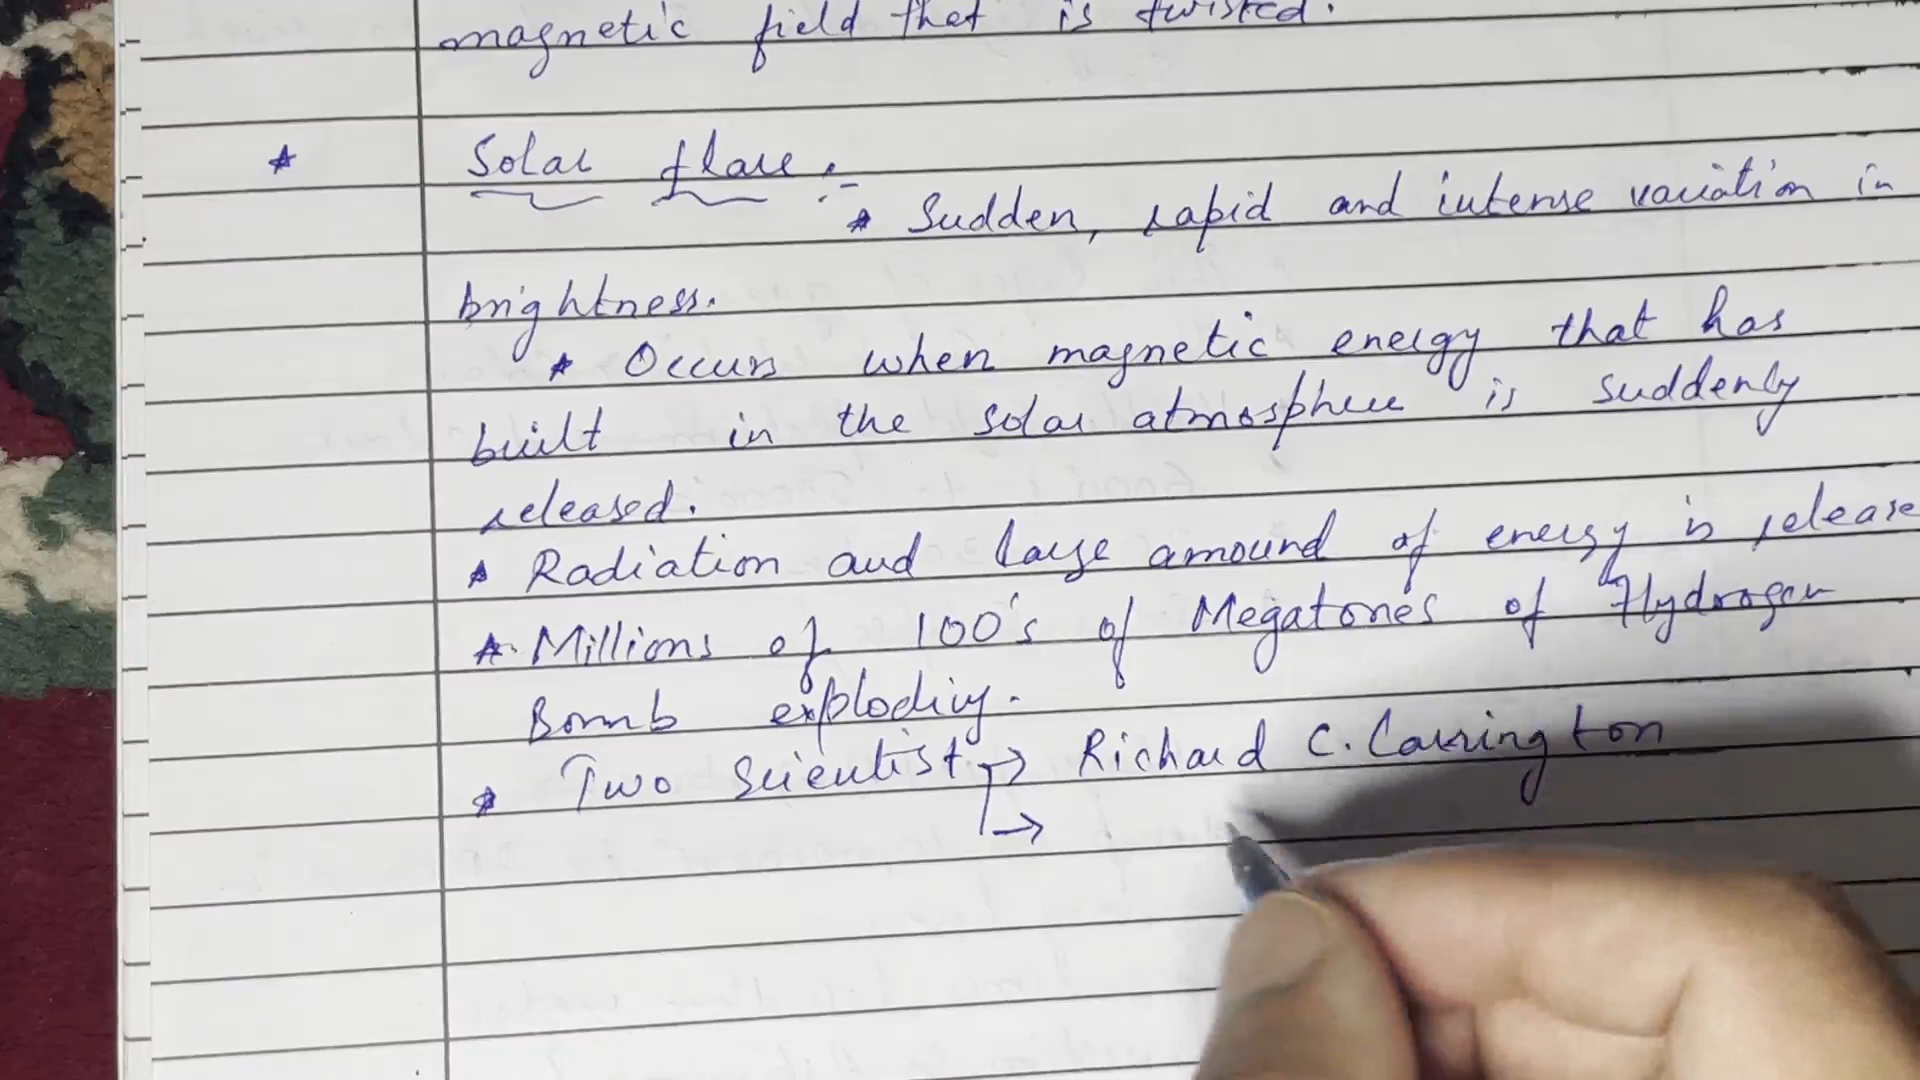 magnetic field that is twisted.
* Solar flare :-
* Sudden, rapid and intense variation in
brightness.
* Occurs when magnetic energy that has
built in the solar atmosphere is suddenly
released.
* Radiation and large amound of energy is release
* Millions of 100's of Megatones of Hydrogen
Bomb exploding.
* Two Scientist → Richard C. Carrington
→